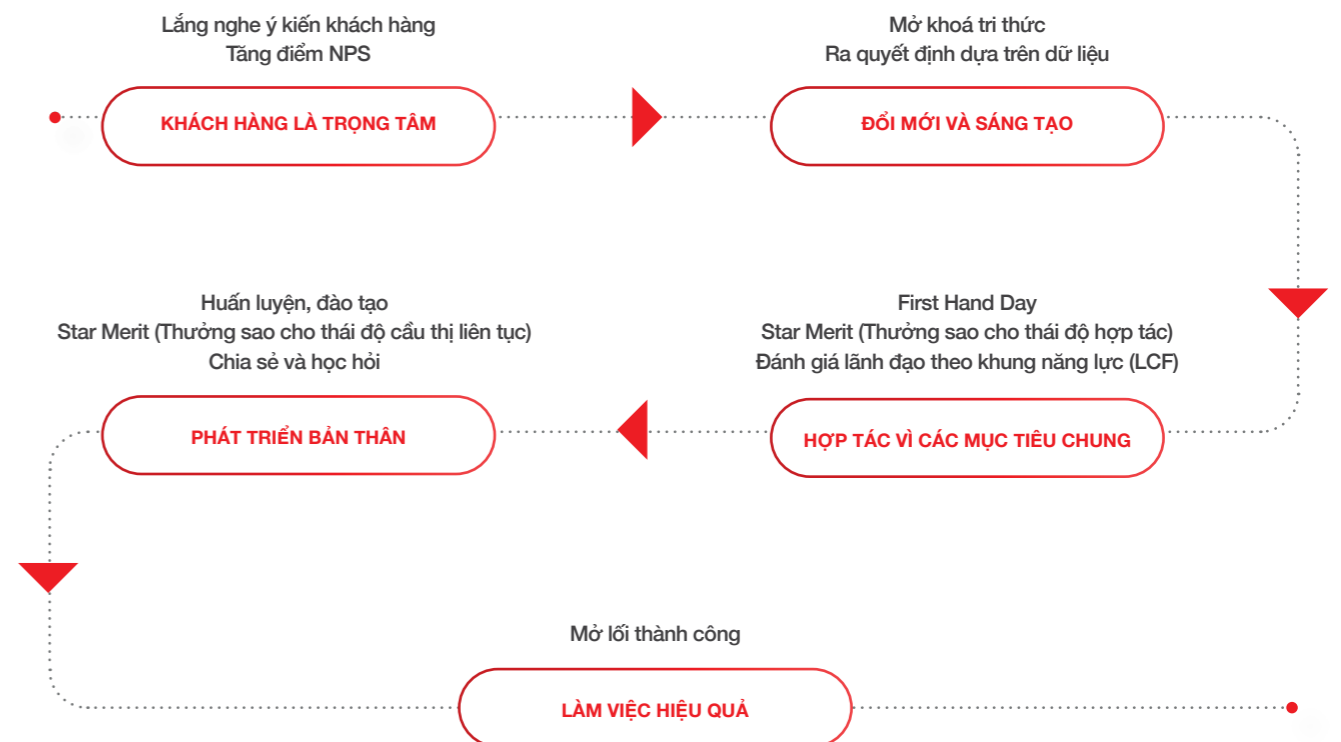 Lắng nghe ý kiến khách hàng
Tăng điểm NPS
KHÁCH HÀNG LÀ TRỌNG TÂM
Mở khoá tri thức
Ra quyết định dựa trên dữ liệu
ĐỔI MỚI VÀ SÁNG TẠO
First Hand Day
Star Merit (Thưởng sao cho thái độ hợp tác)
Đánh giá lãnh đạo theo khung năng lực (LCF)
HỢP TÁC VÌ CÁC MỤC TIÊU CHUNG
Huấn luyện, đào tạo
Star Merit (Thưởng sao cho thái độ cầu thị liên tục)
Chia sẻ và học hỏi
PHÁT TRIỂN BẢN THÂN
Mở lối thành công
LÀM VIỆC HIỆU QUẢ